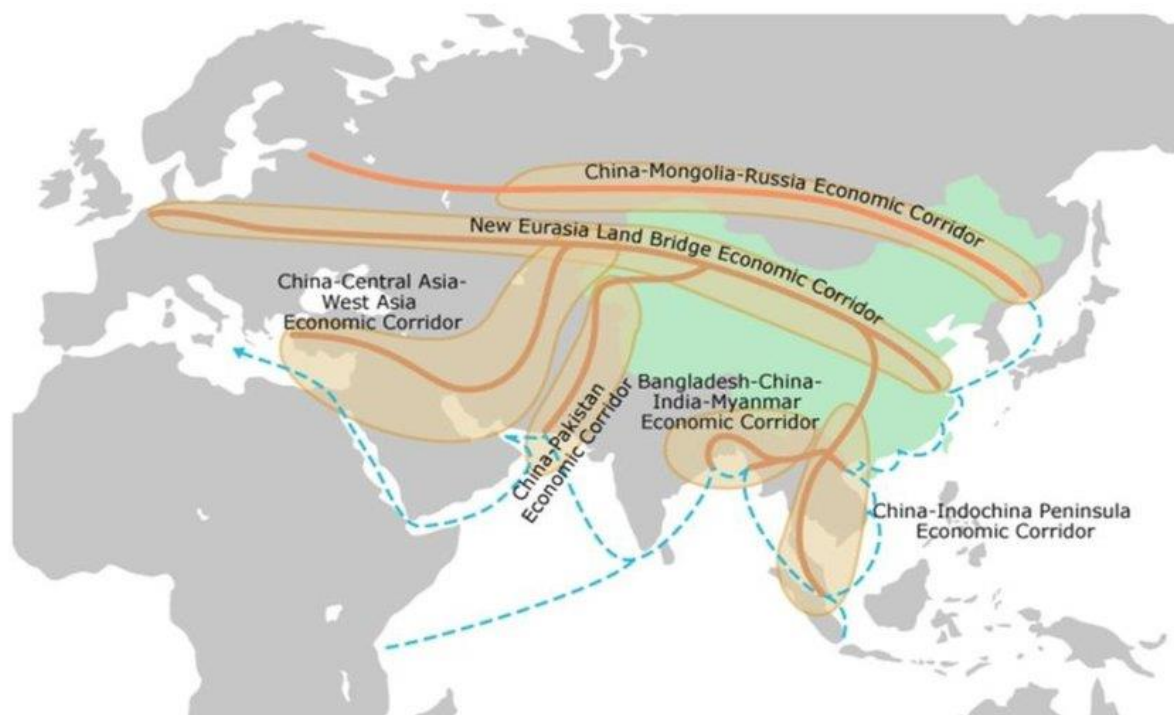 China-Mongolia-Russia Economic Corridor
New Eurasia Land Bridge Economic Corridor
China-Central Asia-
West Asia
Economic Corridor
Bangladesh-China-
India-Myanmar
Economic Corridor
China-Pakistan
Economic Corridor
China-Indochina Peninsula
Economic Corridor